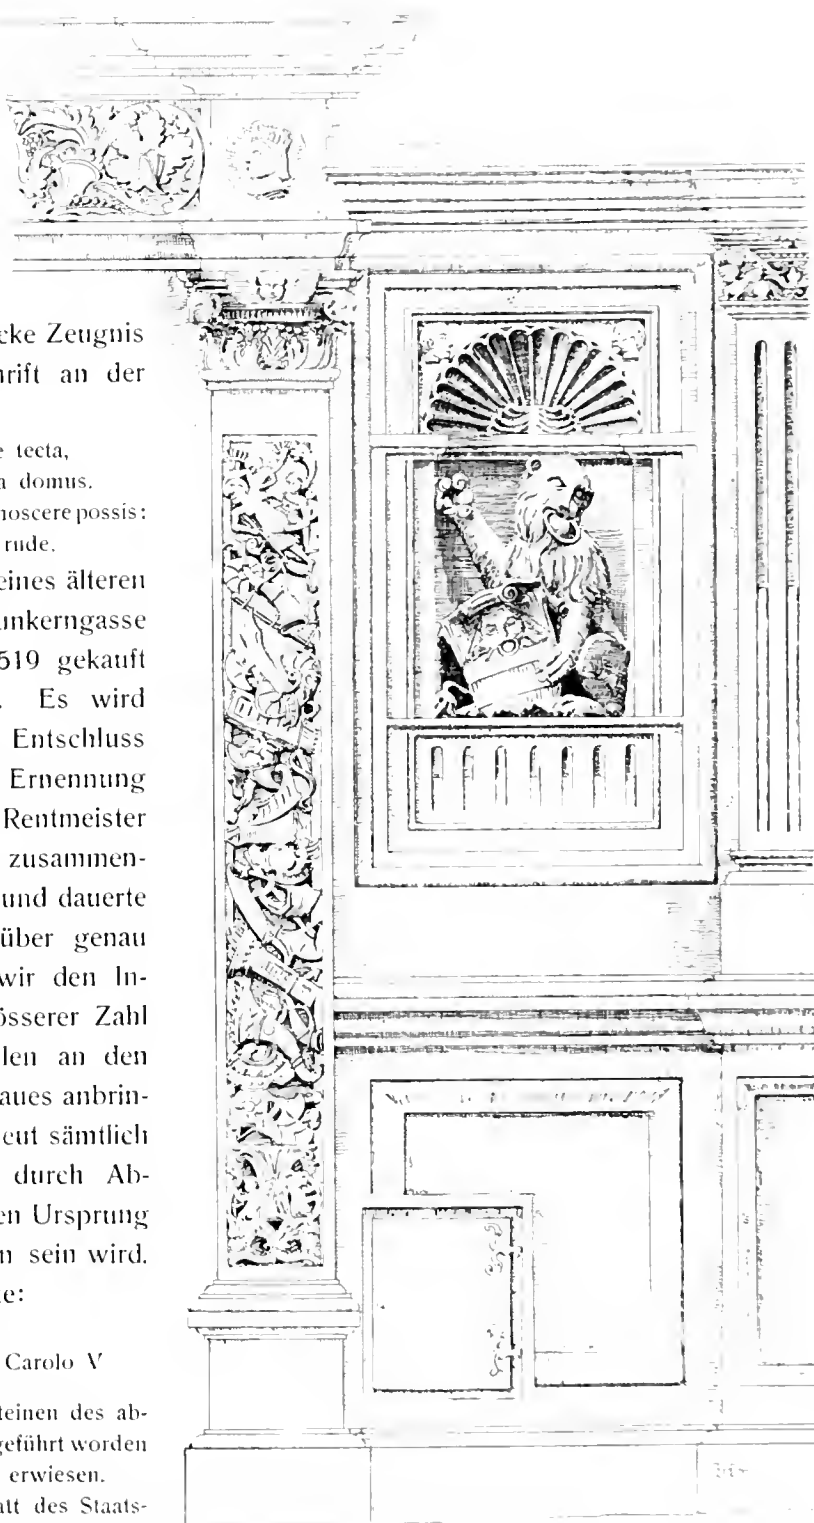 cke Zeugnis
hrift an der
e tecta,
a domus.
noscere possis:
rude.
eines älteren
unkerngasse
519 gekauft
. Es wird
Entschluss
Ernennung
Rentmeister
zusammen-
und dauerte
über genau
wir den In-
össerer Zahl
len an den
aues anbrin-
eut sämtlich
durch Ab-
en Ursprung
n sein wird.
e:
Carolo V
teinen des ab-
geführt worden
erwiesen.
att des Staats-